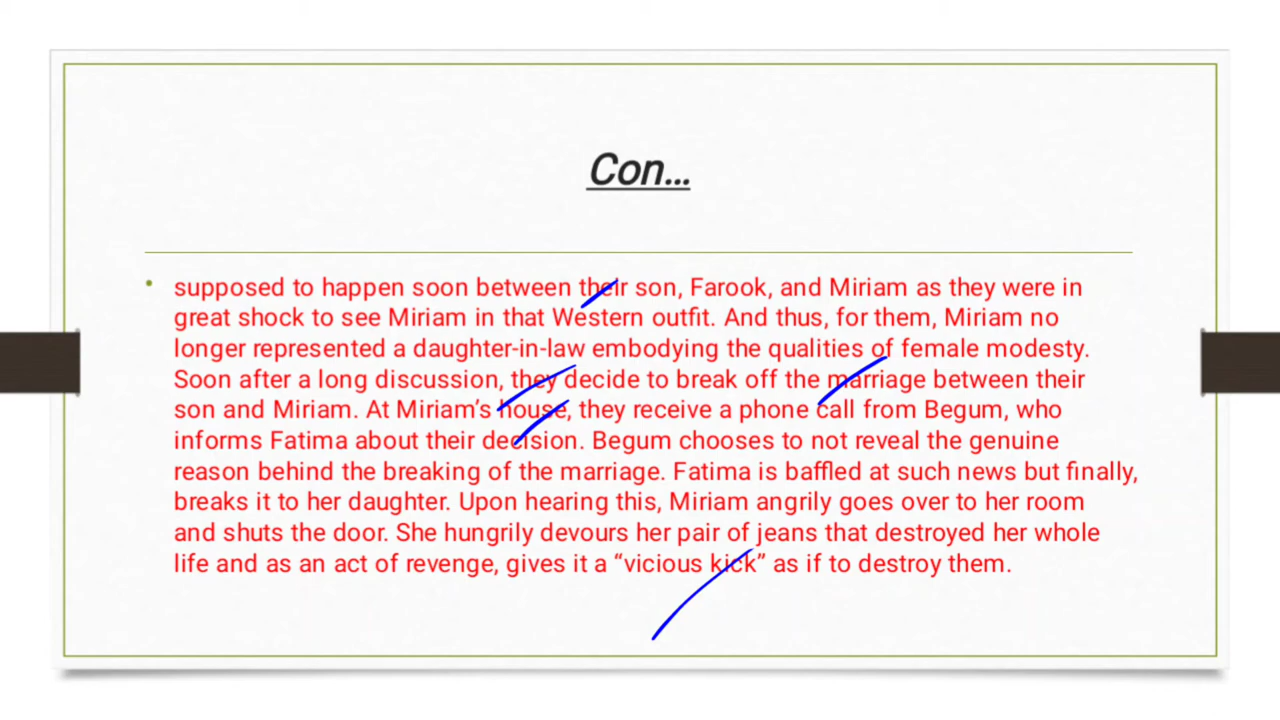 Con...
• supposed to happen soon between their son, Farook, and Miriam as they were in
great shock to see Miriam in that Western outfit. And thus, for them, Miriam no
longer represented a daughter-in-law embodying the qualities of female modesty.
Soon after a long discussion, they decide to break off the marriage between their
son and Miriam. At Miriam's house, they receive a phone call from Begum, who
informs Fatima about their decision. Begum chooses to not reveal the genuine
reason behind the breaking of the marriage. Fatima is baffled at such news but finally,
breaks it to her daughter. Upon hearing this, Miriam angrily goes over to her room
and shuts the door. She hungrily devours her pair of jeans that destroyed her whole
life and as an act of revenge, gives it a “vicious kick” as if to destroy them.